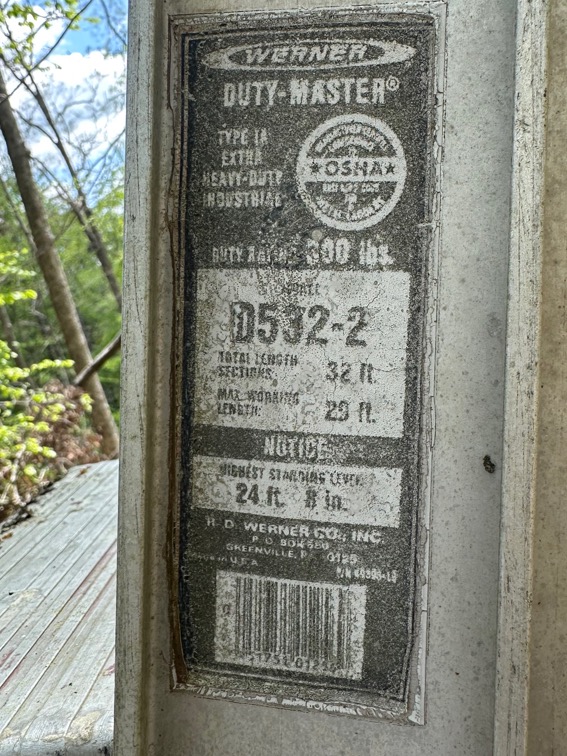 WERNER
DUTY-MASTER®
TYPE IA
EXTRA
HEAVY-DUTY
INDUSTRIAL
OSHA
DUTY RATING 300 lbs.
D532-2
TOTAL LENGTH
SECTIONS: 32 ft.
MAX. WORKING
LENGTH: 29 ft.
NOTICE
HIGHEST STANDING LEVEL
24 ft. 8 in.
R. D. WERNER CO., INC.
P. O. BOX 580
GREENVILLE,
U.S.A.